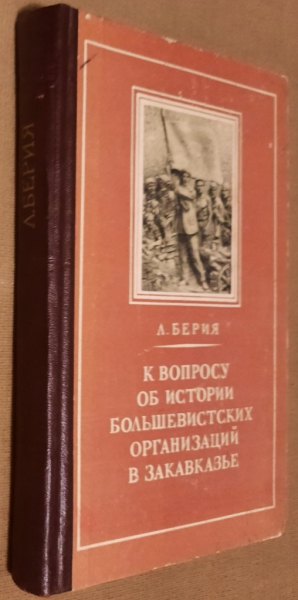 Л.БЕРИЯ
Л. БЕРИЯ
К ВОПРОСУ
ОБ ИСТОРИИ
БОЛЬШЕВИСТСКИХ
ОРГАНИЗАЦИЙ
В ЗАКАВКАЗЬЕ